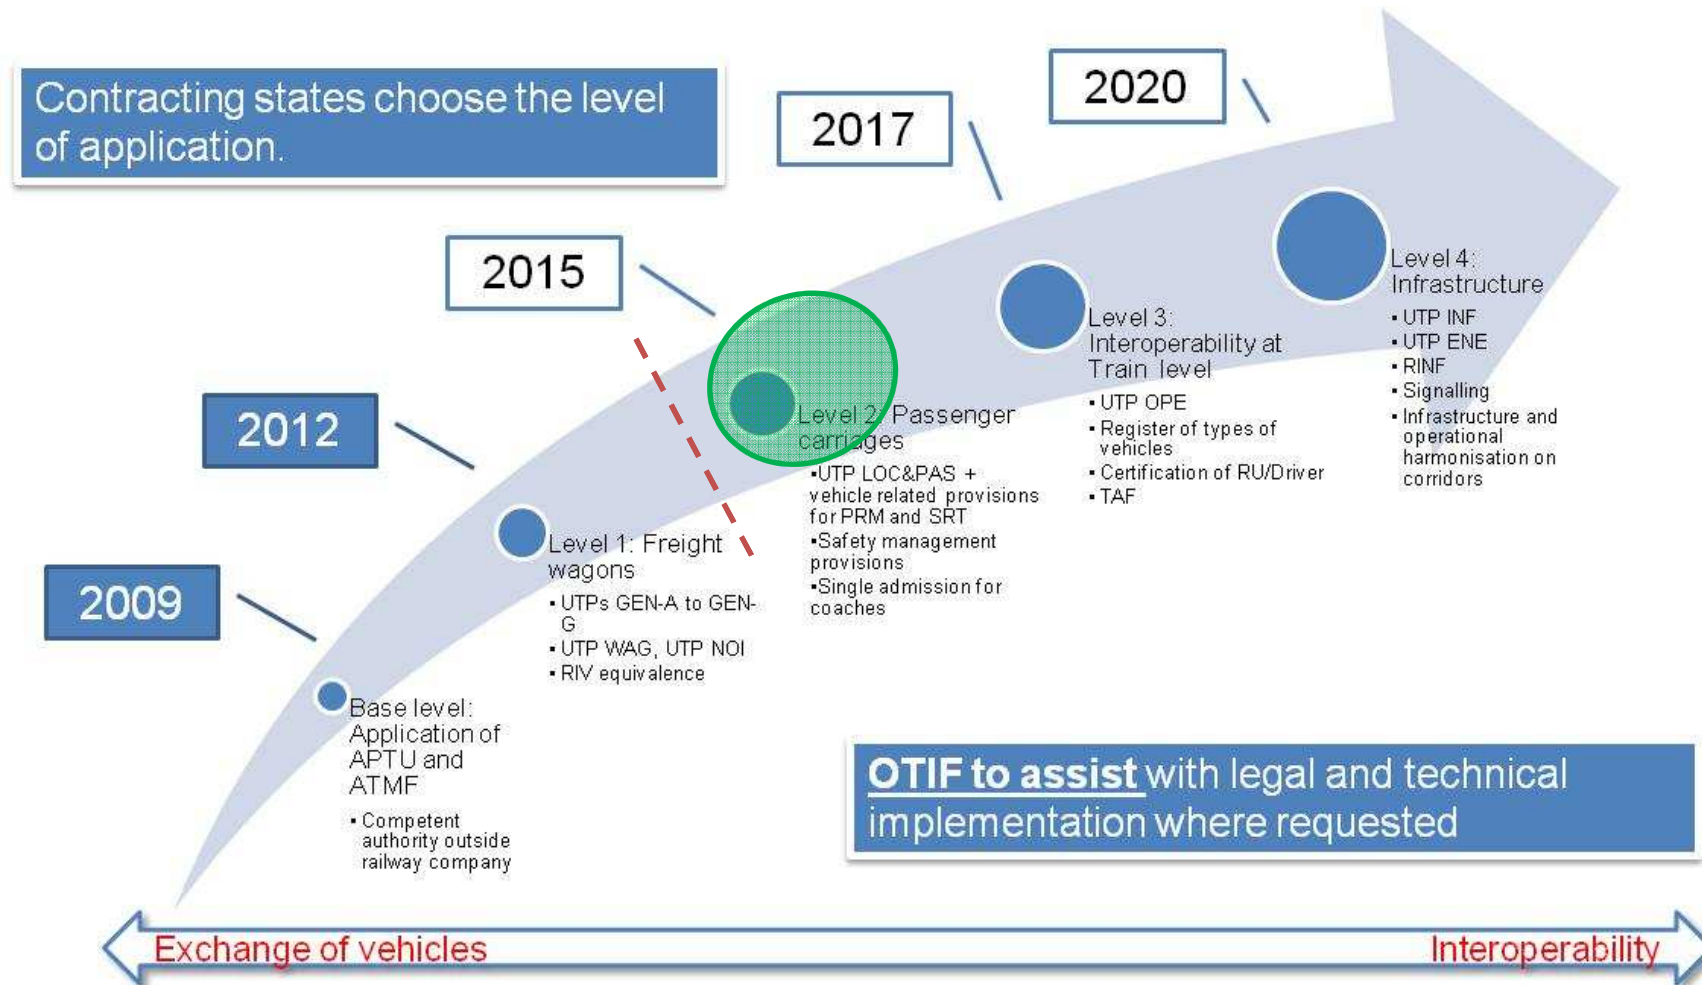 Contracting states choose the level
of application.
2009
2012
2015
2017
2020
Base level:
Application of
APTU and
ATMF
▪ Competent
authority outside
railway company
Level 1: Freight
wagons
▪ UTPs GEN-A to GEN-
G
▪ UTP WAG, UTP NOI
▪ RIV equivalence
Level 2: Passenger
carriages
▪UTP LOC&PAS +
vehicle related provisions
for PRM and SRT
▪Safety management
provisions
▪Single admission for
coaches
Level 3:
Interoperability at
Train level
▪ UTP OPE
▪ Register of types of
vehicles
▪ Certification of RU/Driver
▪ TAF
Level 4:
Infrastructure
▪ UTP INF
▪ UTP ENE
▪ RINF
▪ Signalling
▪ Infrastructure and
operational
harmonisation on
corridors
OTIF to assist with legal and technical
implementation where requested
Exchange of vehicles
Interoperability